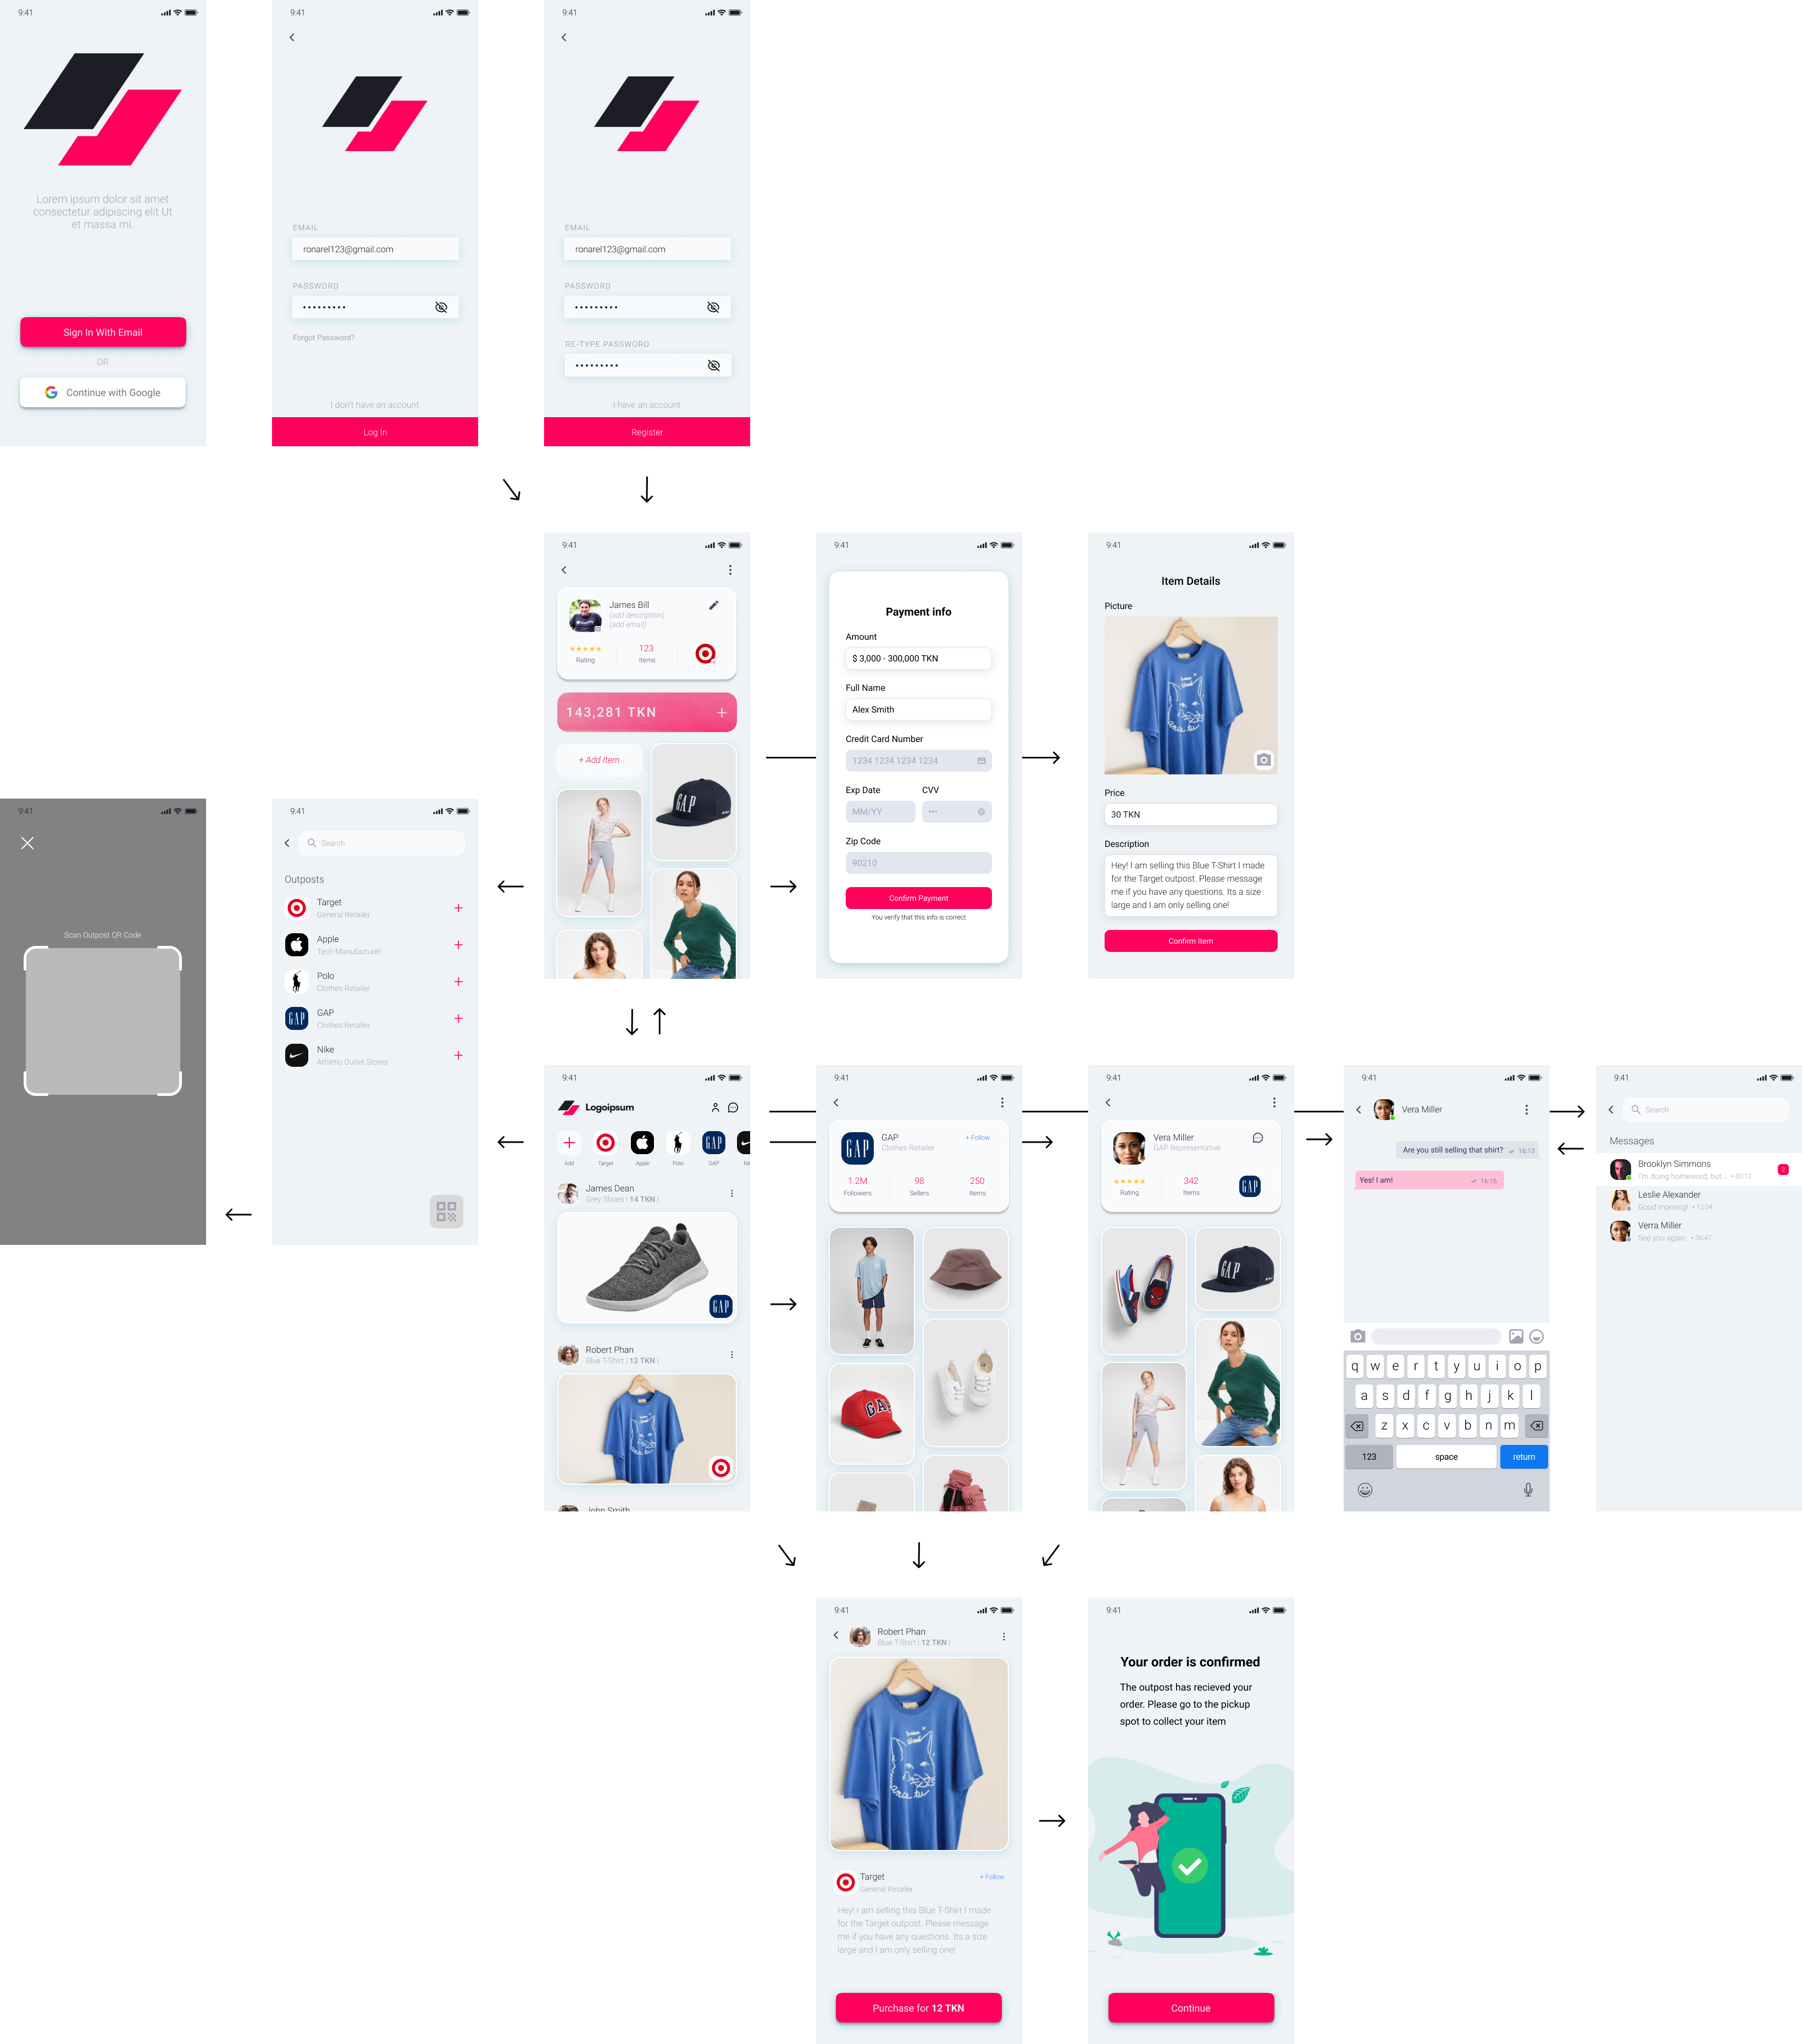 9:41
Lorem ipsum dolor sit amet
consectetur adipiscing elit Ut
et massa mi.
Sign In With Email
OR
Continue with Google
9:41
EMAIL
ronarel123@gmail.com
PASSWORD
Forgot Password?
I don't have an account
Log In
9:41
EMAIL
ronarel123@gmail.com
PASSWORD
RE-TYPE PASSWORD
I have an account
Register
9:41
James Bill
(add description)
(add email)
Rating
123
Items
143,281 TKN
+ Add Item
GAP
9:41
Payment info
Amount
$ 3,000 - 300,000 TKN
Full Name
Alex Smith
Credit Card Number
1234 1234 1234 1234
Exp Date
CVV
MM/YY
Zip Code
90210
Confirm Payment
You verify that this info is correct
9:41
Item Details
Picture
Price
30 TKN
Description
Hey! I am selling this Blue T-Shirt I made
for the Target outpost. Please message
me if you have any questions. Its a size
large and I am only selling one!
Confirm Item
9:41
Scan Outpost QR Code
9:41
Search
Outposts
Target
General Retailer
Apple
Tech Manufacturer
Polo
Clothes Retailer
GAP
GAP
Clothes Retailer
Nike
Athletic Outlet Stores
9:41
Logoipsum
GAP
Add
Target
Apple
Polo
GAP
James Dean
Grey Shoes | 14 TKN |
GAP
Robert Phan
Blue T-Shirt | 12 TKN |
John Smith
9:41
GAP
GAP
Clothes Retailer
+ Follow
1.2M
Followers
98
Sellers
250
Items
GAP
9:41
Vera Miller
GAP Representative
Rating
342
Items
GAP
GAP
9:41
Vera Miller
Are you still selling that shirt?
16:13
Yes! I am!
16:16
q w e r t y u i o p
a s d f g h j k l
z x c v b n m
123
space
return
9:41
Search
Messages
Brooklyn Simmons
I'm doing homeword, but... • 00:12
2
Leslie Alexander
Good morning! • 12:04
Verra Miller
See you again. • 06:47
9:41
Robert Phan
Blue T-Shirt | 12 TKN |
Target
General Retailer
+ Follow
Hey! I am selling this Blue T-Shirt I made
for the Target outpost. Please message
me if you have any questions. Its a size
large and I am only selling one!
Purchase for 12 TKN
9:41
Your order is confirmed
The outpost has recieved your
order. Please go to the pickup
spot to collect your item
Continue